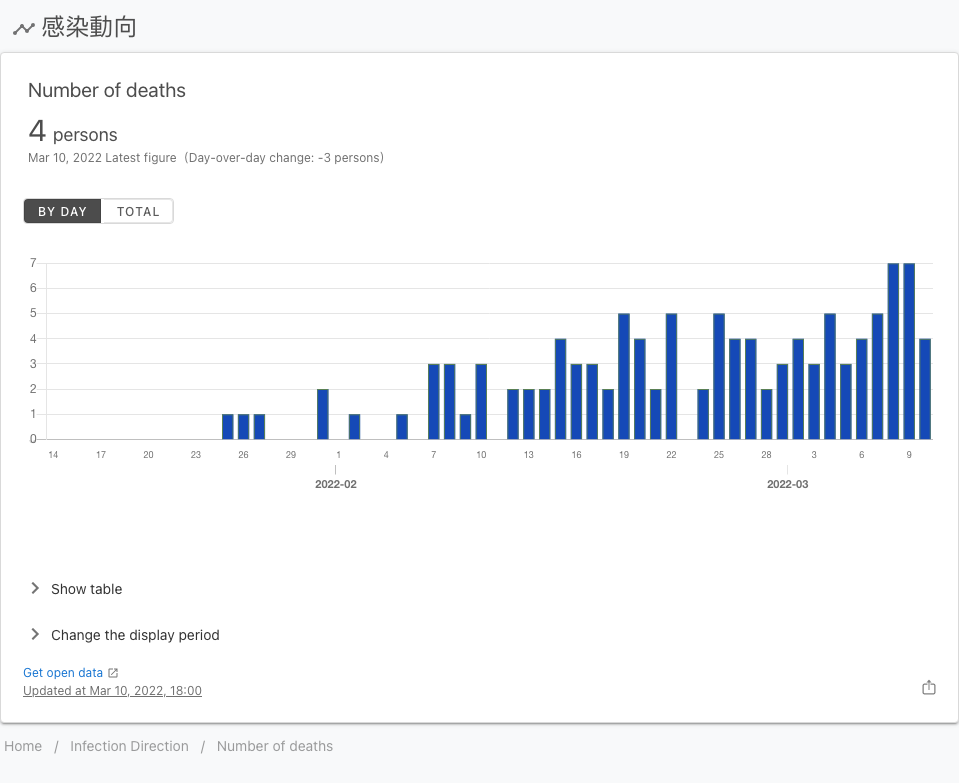 感染動向
Number of deaths
4 persons
Mar 10, 2022 Latest figure (Day-over-day change: -3 persons)
BY DAY TOTAL
7
6
5
4
3
2
1
0
14 17 20 23 26 29 1 4 7 10 13 16 19 22 25 28 3 6 9
2022-02 2022-03
Show table
Change the display period
Get open data
Updated at Mar 10, 2022, 18:00
Home / Infection Direction / Number of deaths